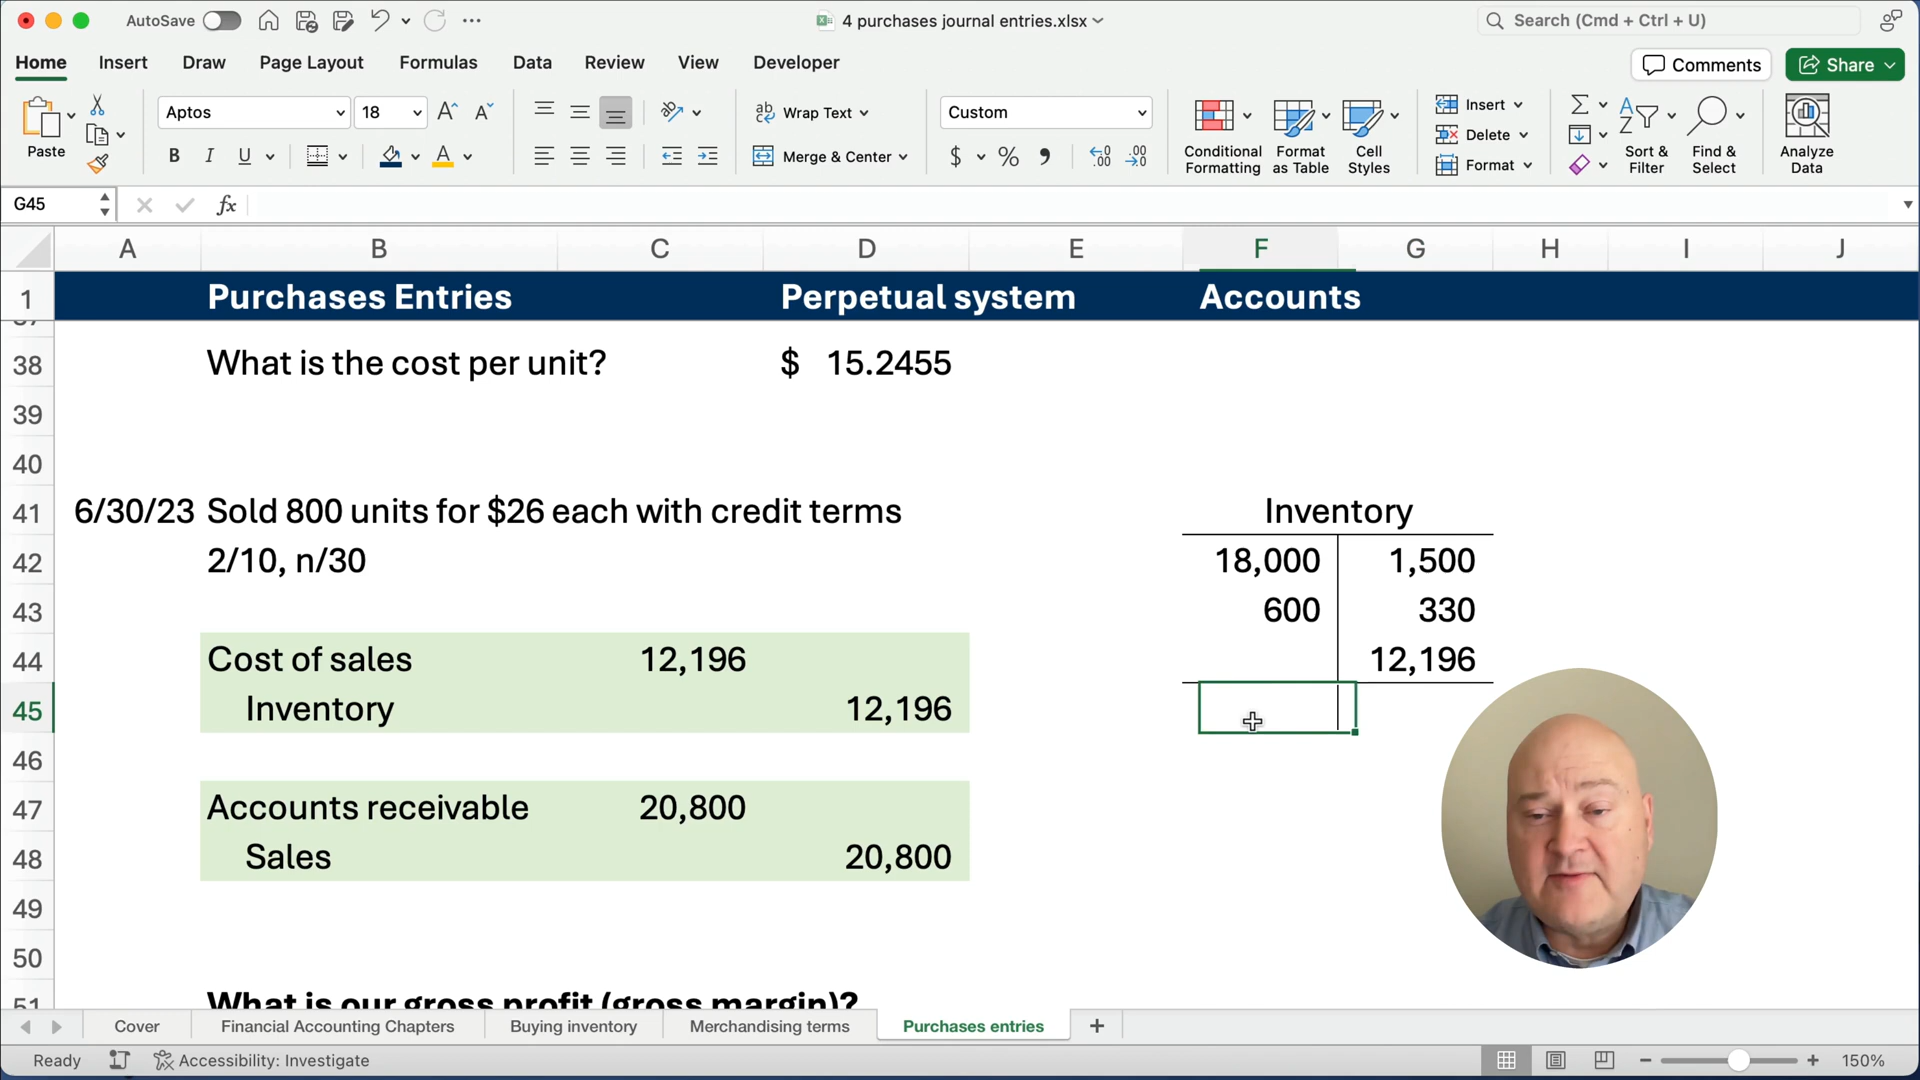 AutoSave
4 purchases journal entries.xlsx
Search (Cmd + Ctrl + U)
Home Insert Draw Page Layout Formulas Data Review View Developer
Comments Share
Paste
Aptos 18
A^ A
B I U A
Wrap Text
Merge & Center
Custom
$ % 9 .00 .00
Conditional Formatting
Format as Table
Cell Styles
Insert
Delete
Format
Sort & Filter
Find & Select
Analyze Data
G45 fx
A B C D E F G H I J
1 Purchases Entries Perpetual system Accounts
38 What is the cost per unit? $ 15.2455
39
40
41 6/30/23 Sold 800 units for $26 each with credit terms Inventory
42 2/10, n/30 18,000 1,500
43 600 330
44 Cost of sales 12,196 12,196
45 Inventory 12,196
46
47 Accounts receivable 20,800
48 Sales 20,800
49
50
51 What is our gross profit (gross margin)?
Cover Financial Accounting Chapters Buying inventory Merchandising terms Purchases entries +
Ready Accessibility: Investigate 150%